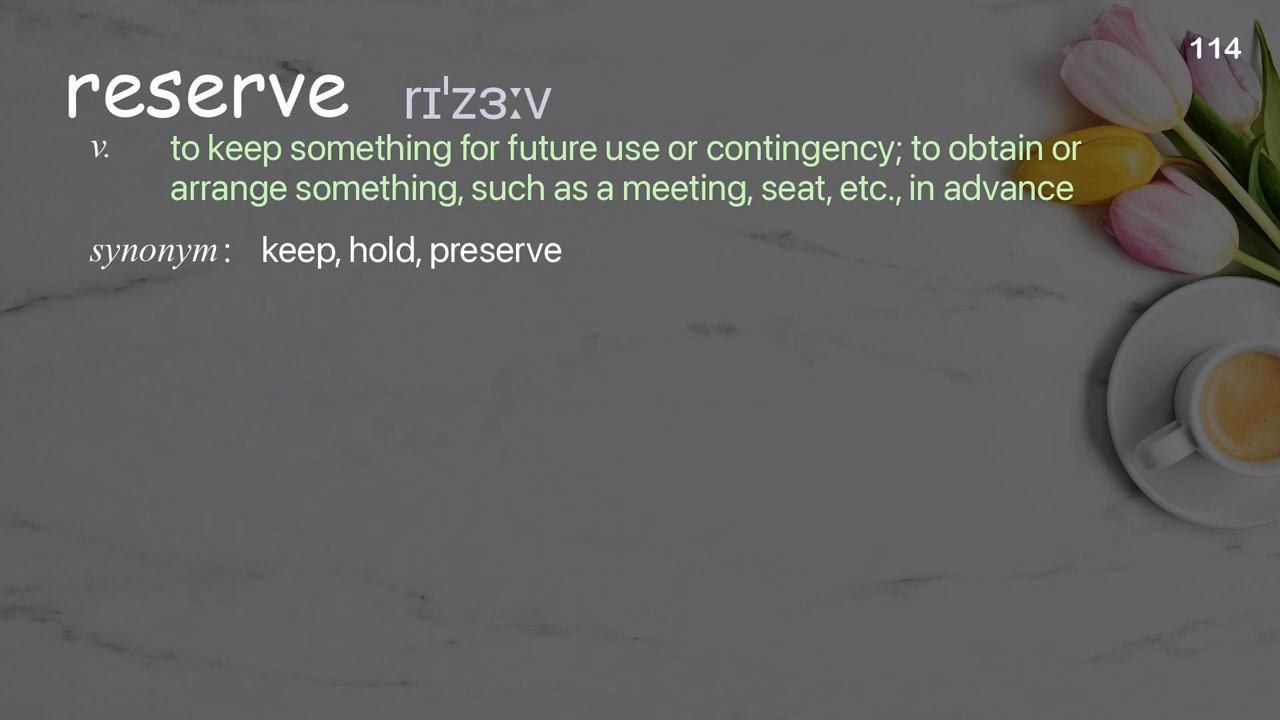 114
reserve rɪˈzɜːv
v. to keep something for future use or contingency; to obtain or
arrange something, such as a meeting, seat, etc., in advance
synonym : keep, hold, preserve